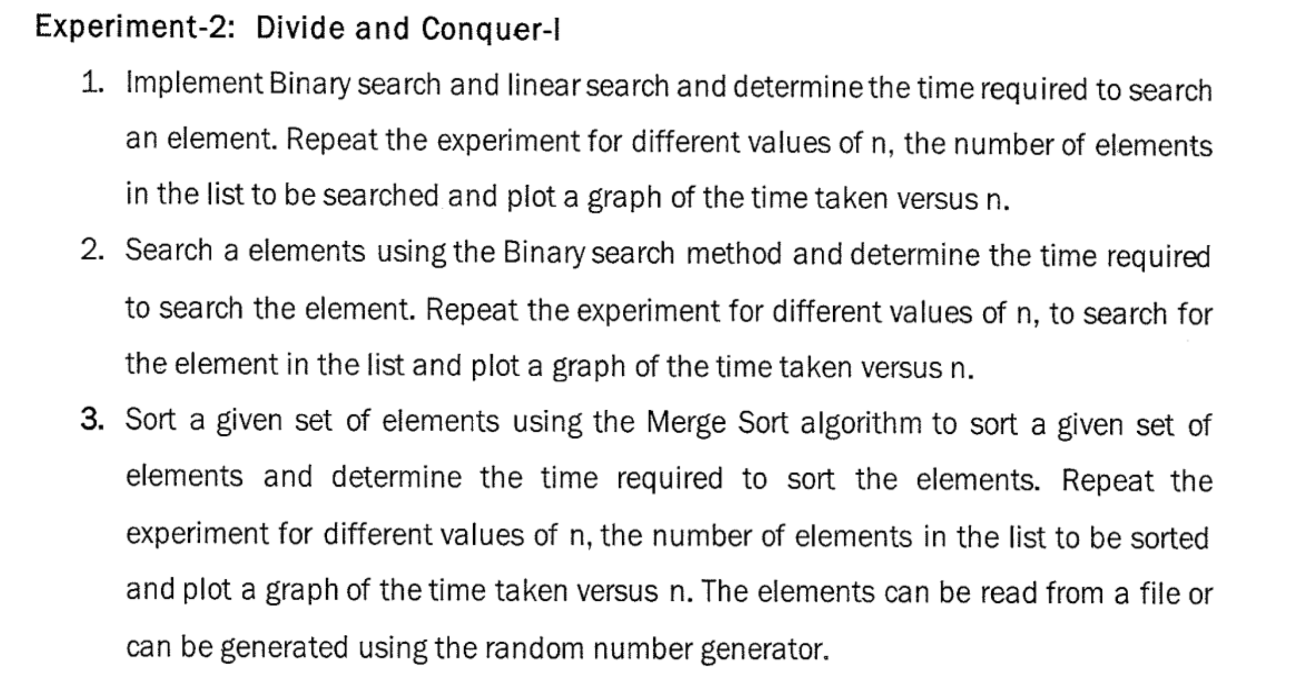 Experiment-2: Divide and Conquer-I
1. Implement Binary search and linear search and determine the time required to search
an element. Repeat the experiment for different values of n, the number of elements
in the list to be searched and plot a graph of the time taken versus n.
2. Search a elements using the Binary search method and determine the time required
to search the element. Repeat the experiment for different values of n, to search for
the element in the list and plot a graph of the time taken versus n.
3. Sort a given set of elements using the Merge Sort algorithm to sort a given set of
elements and determine the time required to sort the elements. Repeat the
experiment for different values of n, the number of elements in the list to be sorted
and plot a graph of the time taken versus n. The elements can be read from a file or
can be generated using the random number generator.